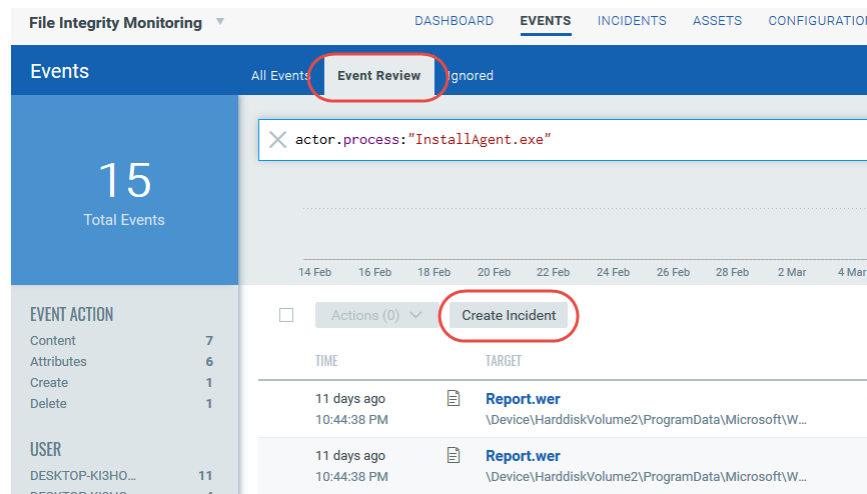 File Integrity Monitoring
DASHBOARD EVENTS INCIDENTS ASSETS CONFIGURATION
Events
All Events Event Review Ignored
actor.process:"InstallAgent.exe"
15
Total Events
14 Feb 16 Feb 18 Feb 20 Feb 22 Feb 24 Feb 26 Feb 28 Feb 2 Mar 4 Mar
EVENT ACTION
Content 7
Attributes 6
Create 1
Delete 1
Actions (0) Create Incident
TIME TARGET
11 days ago Report.wer
10:44:38 PM \Device\HarddiskVolume2\ProgramData\Microsoft\W...
USER
DESKTOP-KI3HO... 11
11 days ago Report.wer
10:44:38 PM \Device\HarddiskVolume2\ProgramData\Microsoft\W...